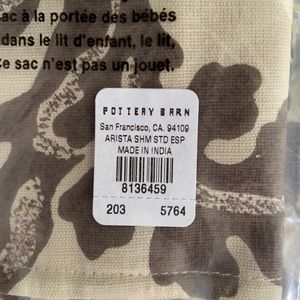 sac à la portée des bébés
dans le lit d'enfant, le lit,
Ce sac n'est pas un jouet.
POTTERY BARN
San Francisco, CA. 94109
ARISTA SHM STD ESP
MADE IN INDIA
8136459
203 5764